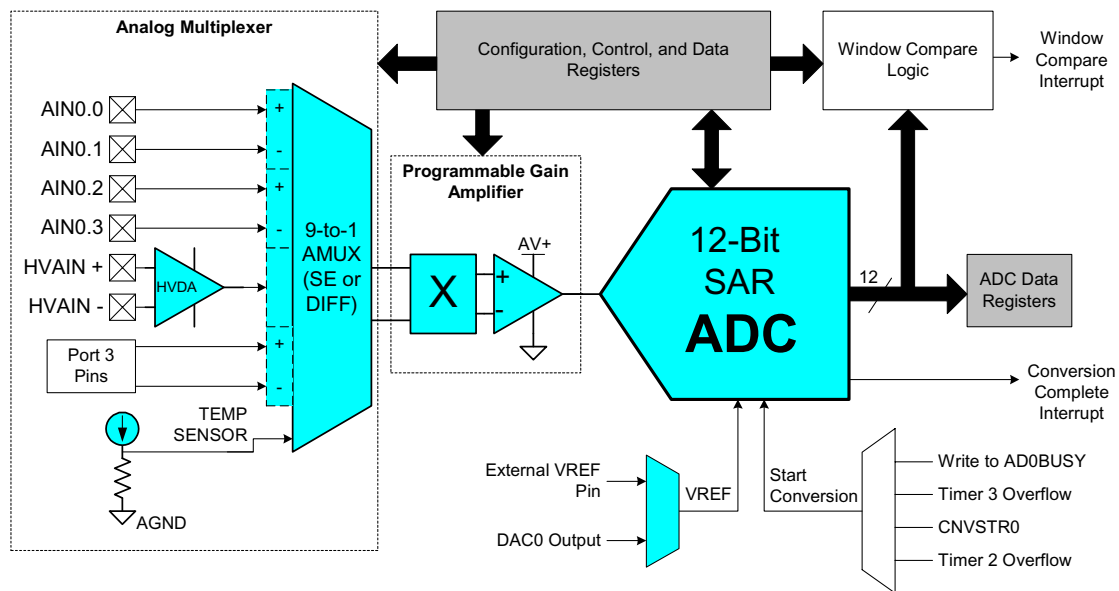 Analog Multiplexer
AIN0.0
AIN0.1
AIN0.2
AIN0.3
HVAIN +
HVAIN -
HVDA
Port 3
Pins
TEMP
SENSOR
AGND
+
-
+
-
+
-
9-to-1
AMUX
(SE or
DIFF)
Configuration, Control, and Data
Registers
Window Compare
Logic
Window
Compare
Interrupt
Programmable Gain
Amplifier
X
+
-
AV+
12-Bit
SAR
ADC
12
ADC Data
Registers
Conversion
Complete
Interrupt
External VREF
Pin
DAC0 Output
VREF
Start
Conversion
Write to AD0BUSY
Timer 3 Overflow
CNVSTR0
Timer 2 Overflow